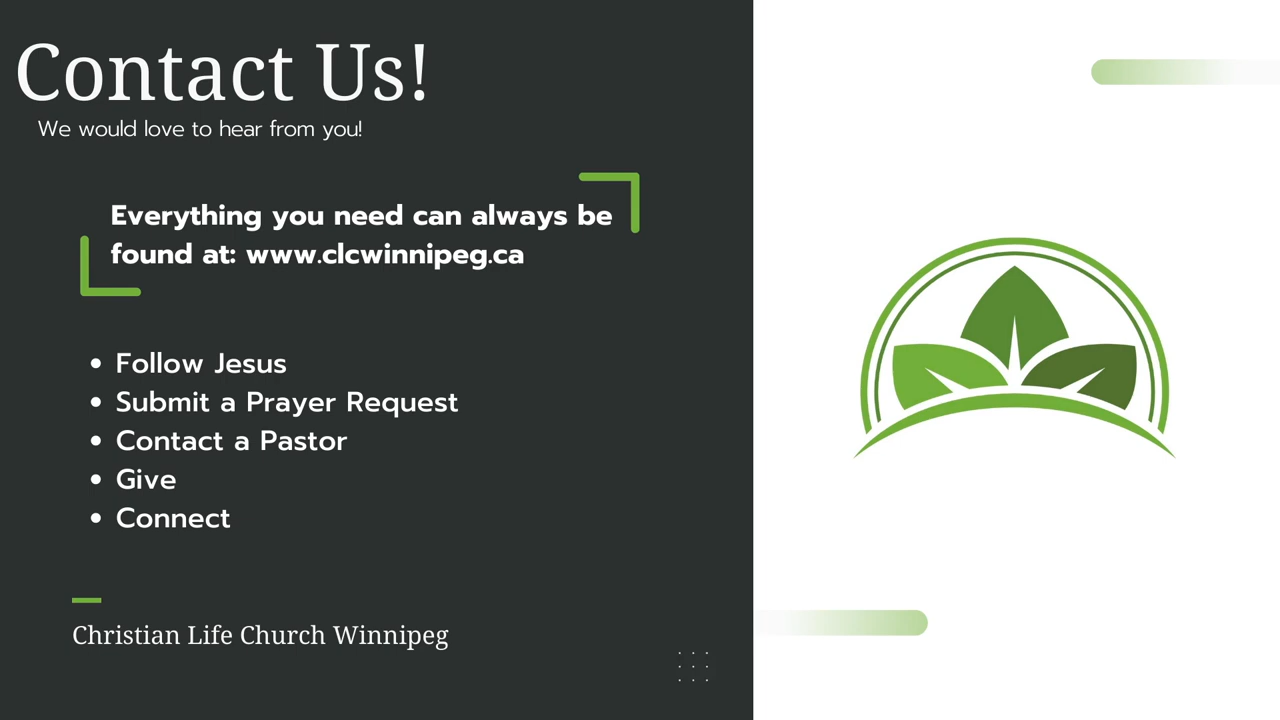 Contact Us!
We would love to hear from you!
Everything you need can always be
found at: www.clcwinnipeg.ca
• Follow Jesus
• Submit a Prayer Request
• Contact a Pastor
• Give
• Connect
Christian Life Church Winnipeg